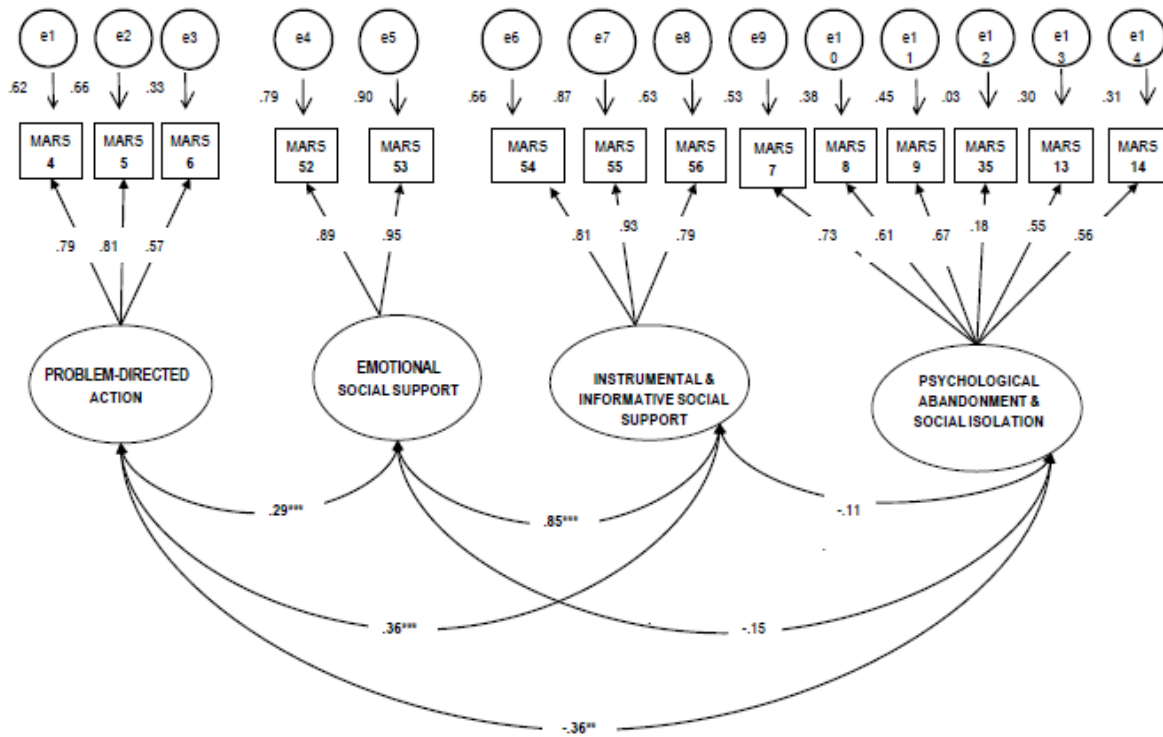 e1 e2 e3 e4 e5 e6 e7 e8 e9 e1 e1 e1 e1 e1
0 1 2 3 4
.62 .66 .33 .79 .90 .66 .87 .63 .53 .38 .45 .03 .30 .31
MARS MARS MARS MARS MARS MARS MARS MARS MARS MARS MARS MARS MARS MARS
4 5 6 52 53 54 55 56 7 8 9 35 13 14
.79 .81 .57 .89 .95 .81 .93 .79 .73 .61 .67 .18 .55 .56
PROBLEM-DIRECTED
ACTION
EMOTIONAL
SOCIAL SUPPORT
INSTRUMENTAL &
INFORMATIVE SOCIAL
SUPPORT
PSYCHOLOGICAL
ABANDONMENT &
SOCIAL ISOLATION
.29*** .85*** -.11
.36*** -.15
-.36**